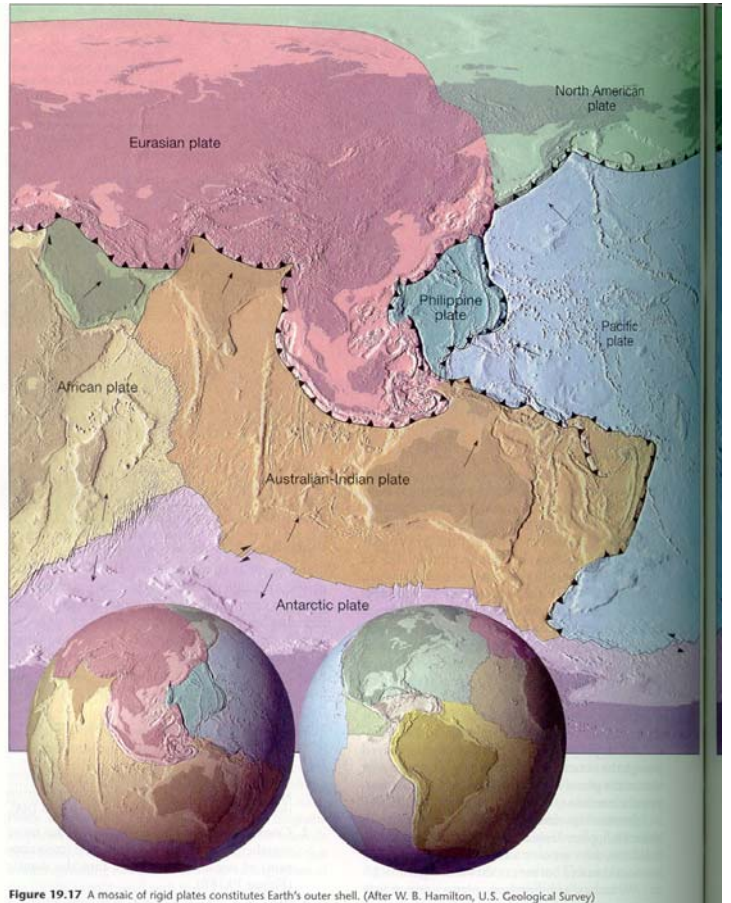 North American
plate
Eurasian plate
Philippine
plate
Pacific
plate
African plate
Australian-Indian plate
Antarctic plate
Figure 19.17 A mosaic of rigid plates constitutes Earth's outer shell. (After W. B. Hamilton, U.S. Geological Survey)